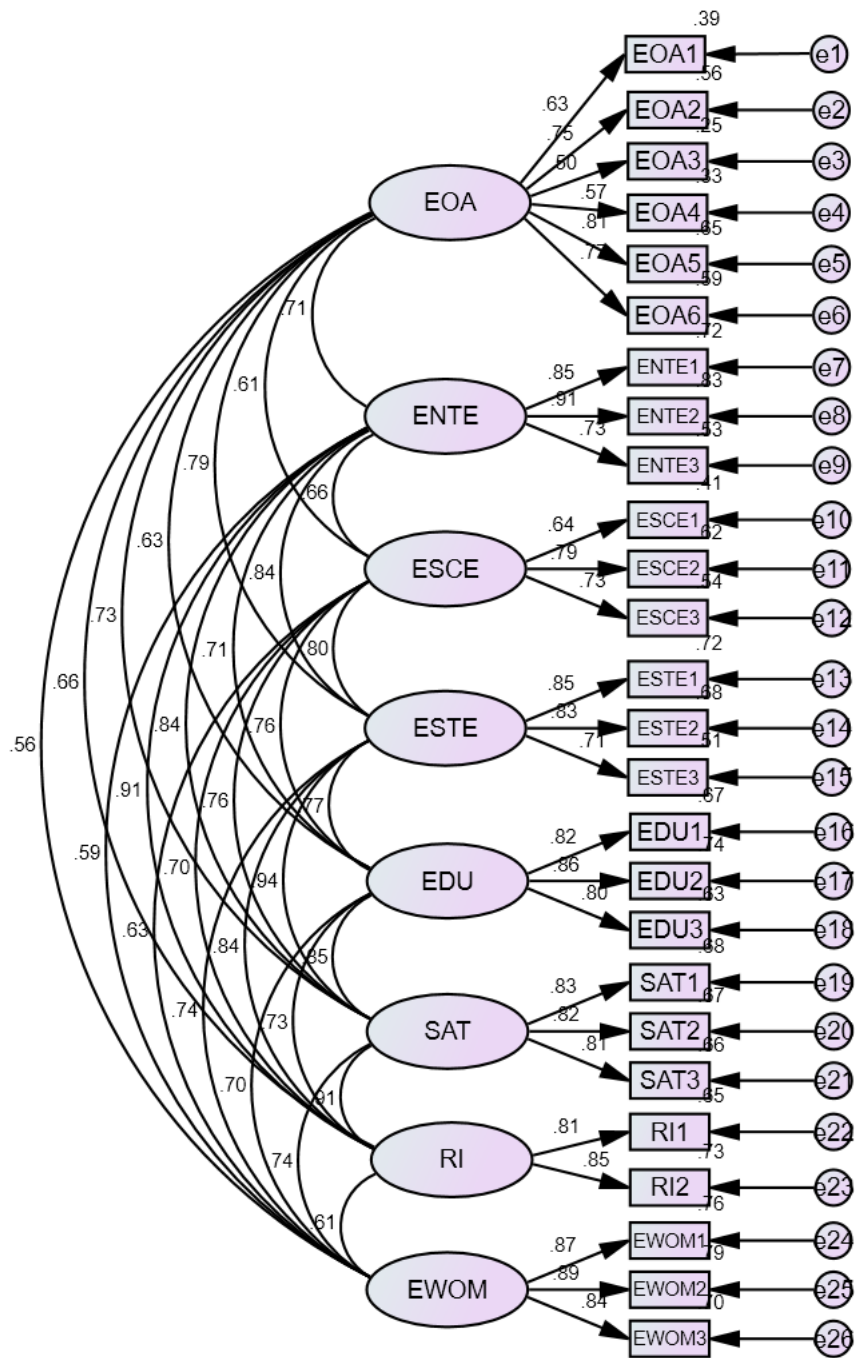 .39
EOA1
e1
.63
.56
EOA2
e2
.75
.25
EOA3
e3
.50
.33
EOA4
e4
.57
.65
EOA5
e5
.81
.59
EOA6
e6
.77
EOA
.72
ENTE1
e7
.85
.83
ENTE2
e8
.91
.53
ENTE3
e9
.73
ENTE
.41
ESCE1
e10
.64
.62
ESCE2
e11
.79
.54
ESCE3
e12
.73
ESCE
.72
ESTE1
e13
.85
.68
ESTE2
e14
.83
.51
ESTE3
e15
.71
ESTE
.67
EDU1
e16
.82
.74
EDU2
e17
.86
.63
EDU3
e18
.80
EDU
.68
SAT1
e19
.83
.67
SAT2
e20
.82
.66
SAT3
e21
.81
SAT
.65
RI1
e22
.81
.73
RI2
e23
.85
RI
.76
EWOM1
e24
.87
.79
EWOM2
e25
.89
.70
EWOM3
e26
.84
EWOM
.71
.61
.79
.66
.63
.84
.73
.71
.80
.66
.84
.76
.56
.91
.76
.77
.59
.70
.94
.63
.84
.85
.74
.73
.70
.91
.74
.61